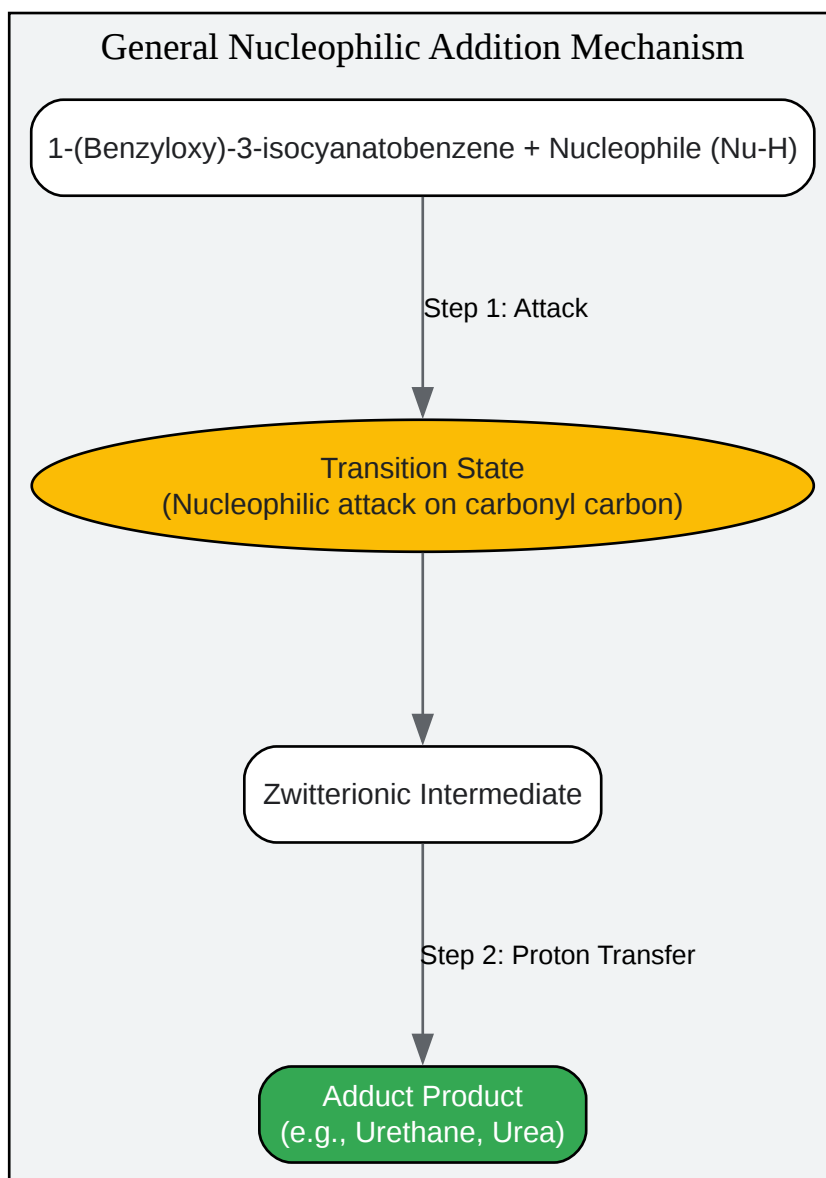 General Nucleophilic Addition Mechanism
1-(Benzyloxy)-3-isocyanatobenzene + Nucleophile (Nu-H)
Step 1: Attack
Transition State
(Nucleophilic attack on carbonyl carbon)
Zwitterionic Intermediate
Step 2: Proton Transfer
Adduct Product
(e.g., Urethane, Urea)